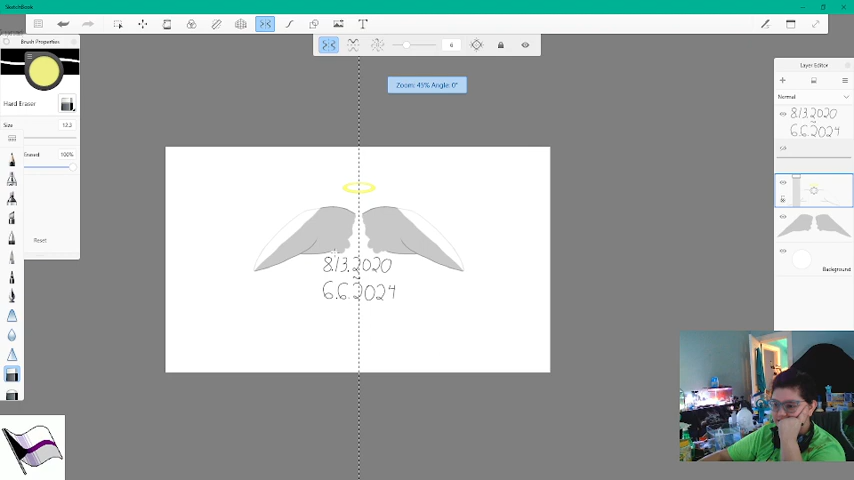 SketchBook
Brush Properties
Layer Editor
6
Zoom: 45% Angle: 0°
Normal
Hard Eraser
Size 12.2
100%
Reset
8.13.2020
~
6.6.2024
8.13.2020
~
6.6.2024
Background